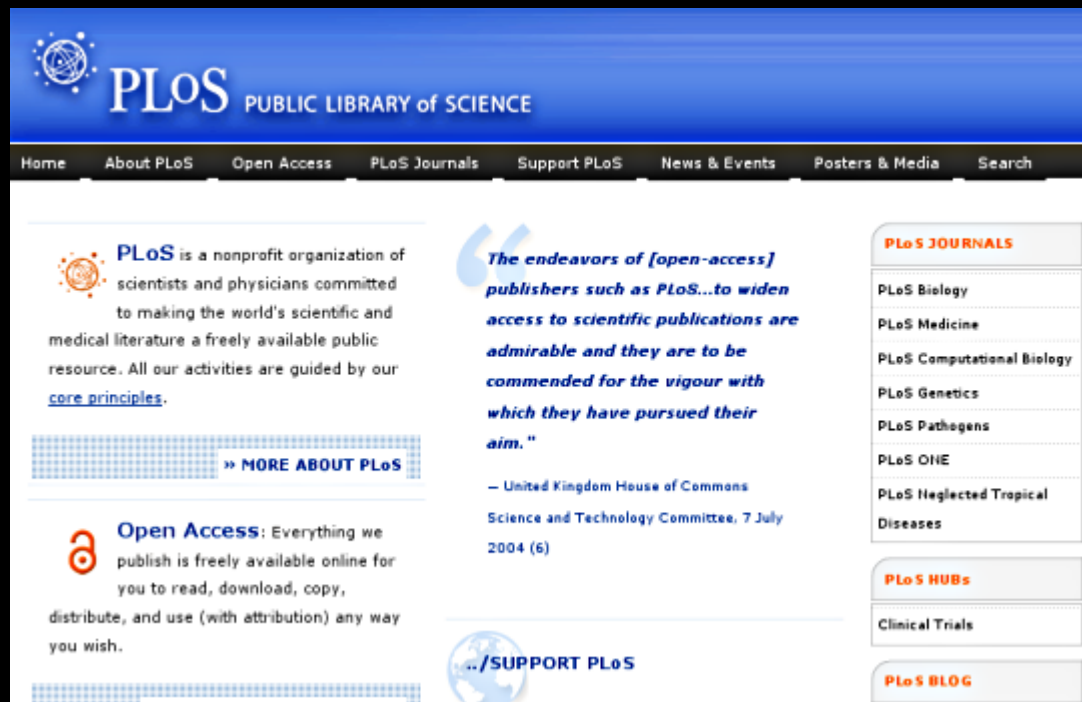 PLoS PUBLIC LIBRARY of SCIENCE
Home About PLoS Open Access PLoS Journals Support PLoS News & Events Posters & Media Search
PLoS is a nonprofit organization of
scientists and physicians committed
to making the world's scientific and
medical literature a freely available public
resource. All our activities are guided by our
core principles.
» MORE ABOUT PLoS
Open Access: Everything we
publish is freely available online for
you to read, download, copy,
distribute, and use (with attribution) any way
you wish.
“The endeavors of [open-access]
publishers such as PLoS...to widen
access to scientific publications are
admirable and they are to be
commended for the vigour with
which they have pursued their
aim."
— United Kingdom House of Commons
Science and Technology Committee, 7 July
2004 (6)
../SUPPORT PLoS
PLoS JOURNALS
PLoS Biology
PLoS Medicine
PLoS Computational Biology
PLoS Genetics
PLoS Pathogens
PLoS ONE
PLoS Neglected Tropical
Diseases
PLoS HUBs
Clinical Trials
PLoS BLOG